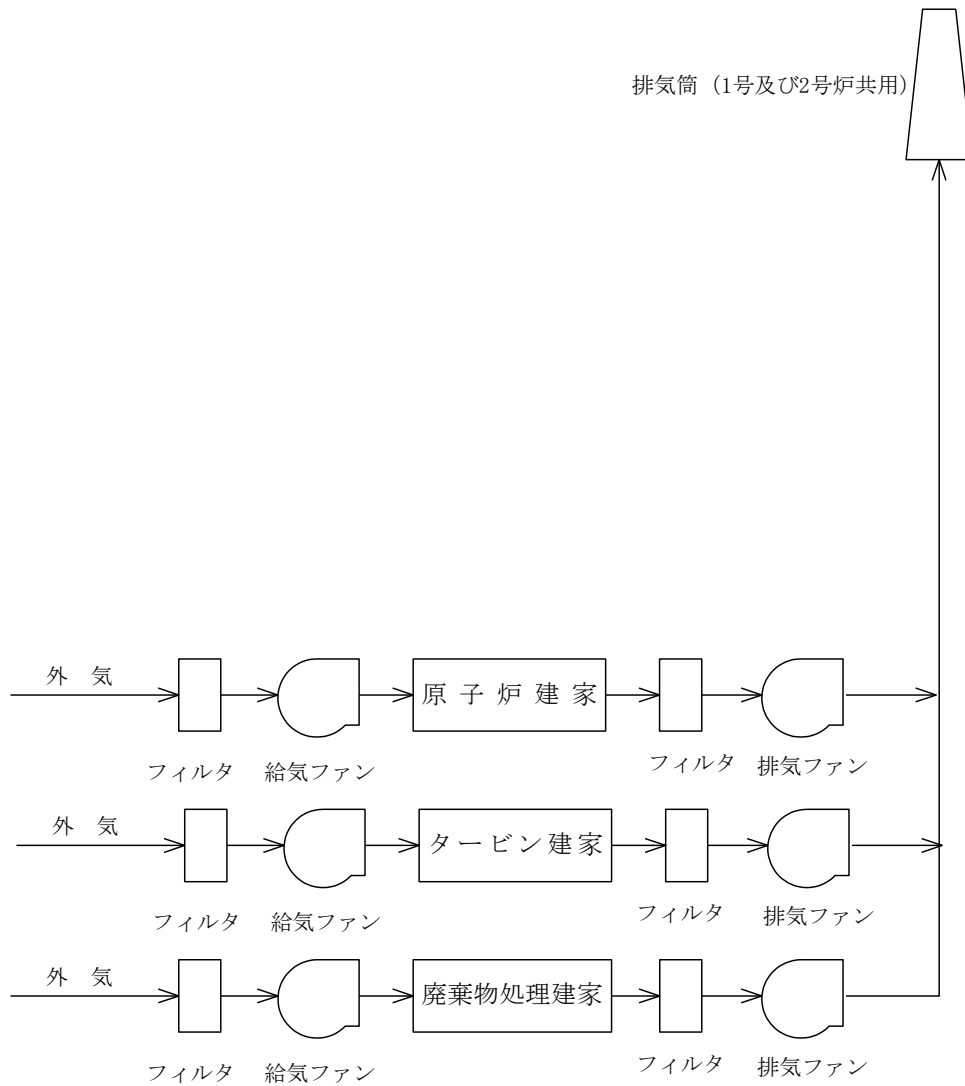 排気筒（1号及び2号炉共用）
外 気
原子炉建家
フィルタ 給気ファン フィルタ 排気ファン
外 気
タービン建家
フィルタ 給気ファン フィルタ 排気ファン
外 気
廃棄物処理建家
フィルタ 給気ファン フィルタ 排気ファン